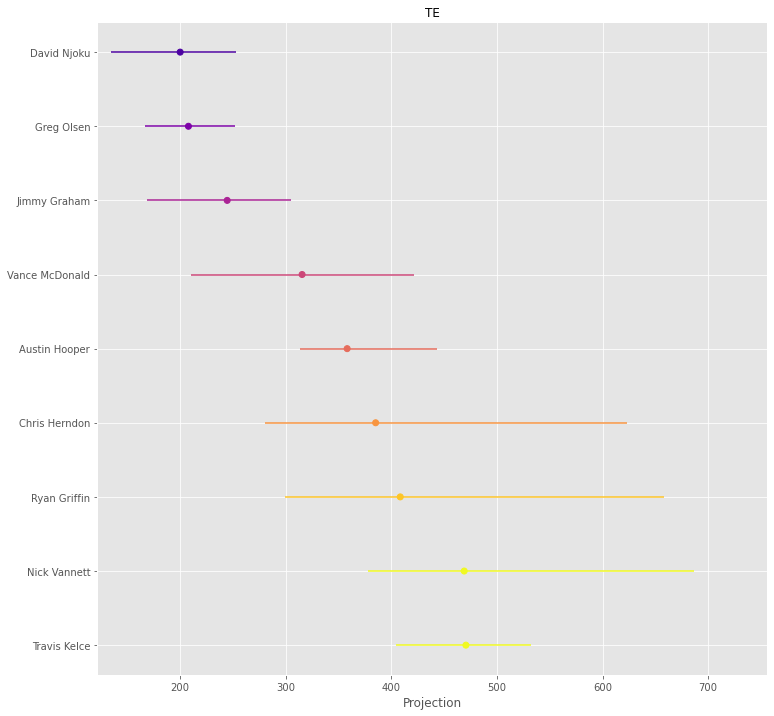 TE
David Njoku
Greg Olsen
Jimmy Graham
Vance McDonald
Austin Hooper
Chris Herndon
Ryan Griffin
Nick Vannett
Travis Kelce
200 300 400 500 600 700
Projection